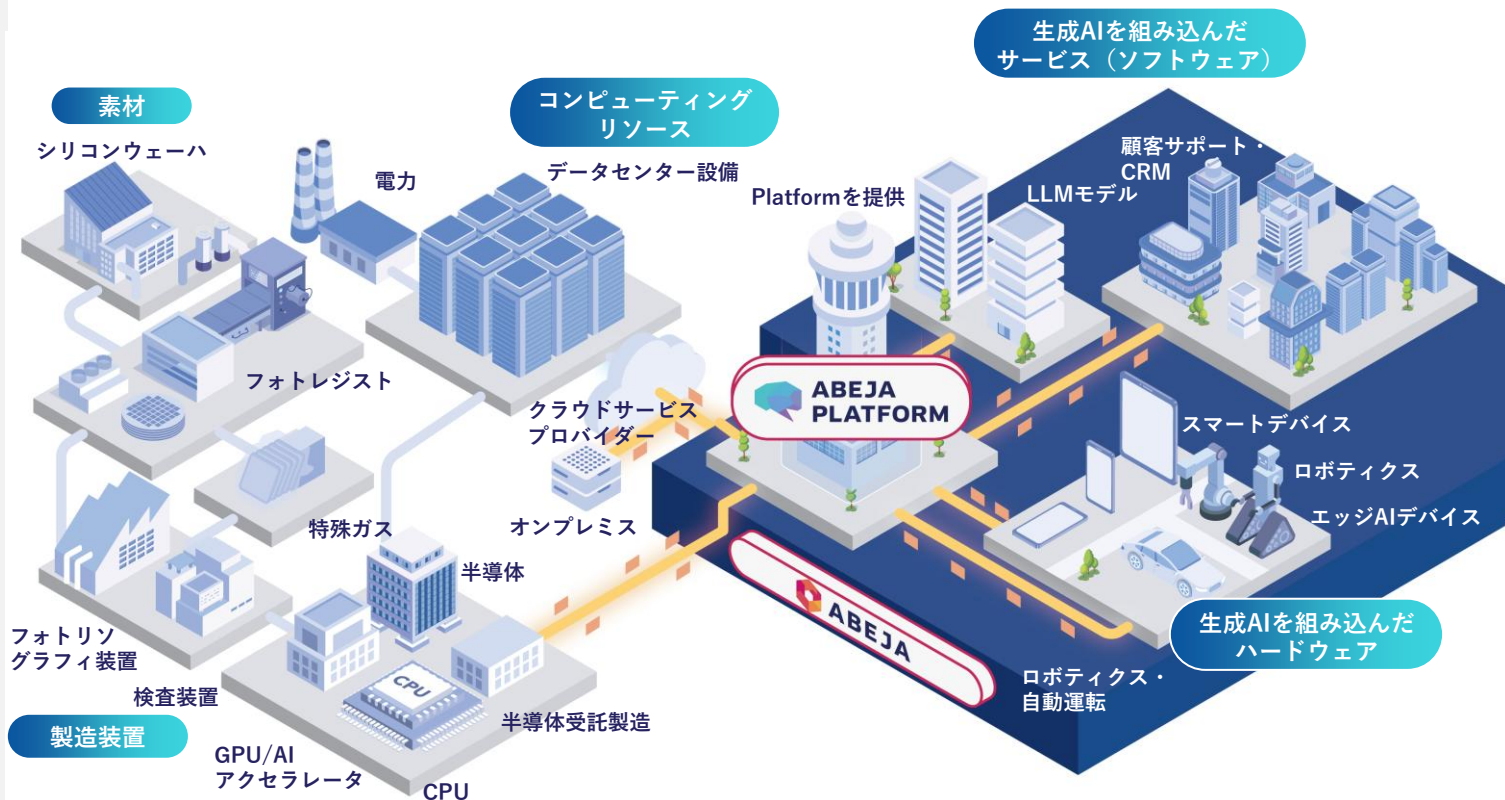 素材
シリコンウェーハ
電力
コンピューティング
リソース
データセンター設備
フォトレジスト
特殊ガス
フォトリソ
グラフィ装置
検査装置
製造装置
半導体
CPU
半導体受託製造
GPU/AI
アクセラレータ
CPU
クラウドサービス
プロバイダー
オンプレミス
Platformを提供
ABEJA
PLATFORM
ABEJA
生成AIを組み込んだ
サービス（ソフトウェア）
LLMモデル
顧客サポート・
CRM
スマートデバイス
ロボティクス
エッジAIデバイス
生成AIを組み込んだ
ハードウェア
ロボティクス・
自動運転